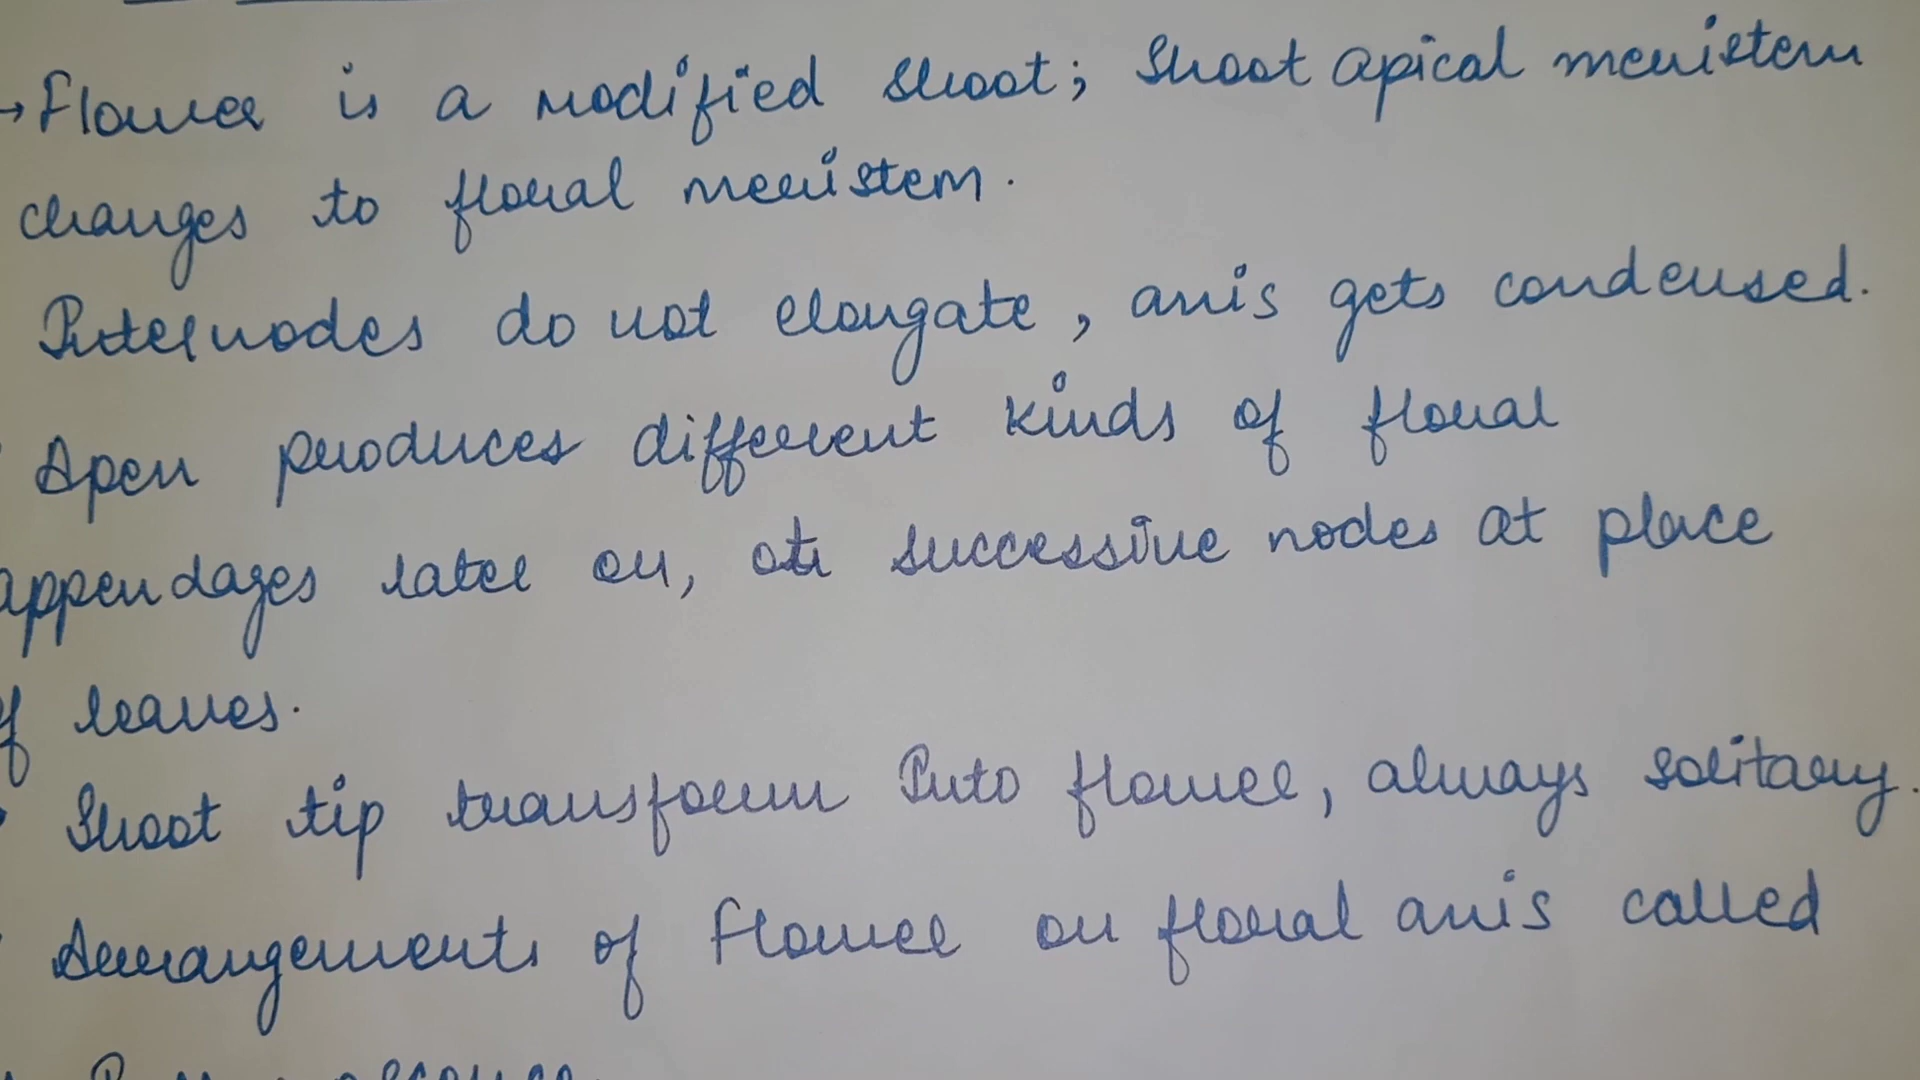 → Flower is a modified shoot; Shoot apical meristem
changes to floral meristem.
Internodes do not elongate, axis gets condensed.
Apex produces different kinds of floral
appendages later on, at successive nodes at place
of leaves.
Shoot tip transform Into flower, always solitary.
Arrangements of Flower on floral axis called